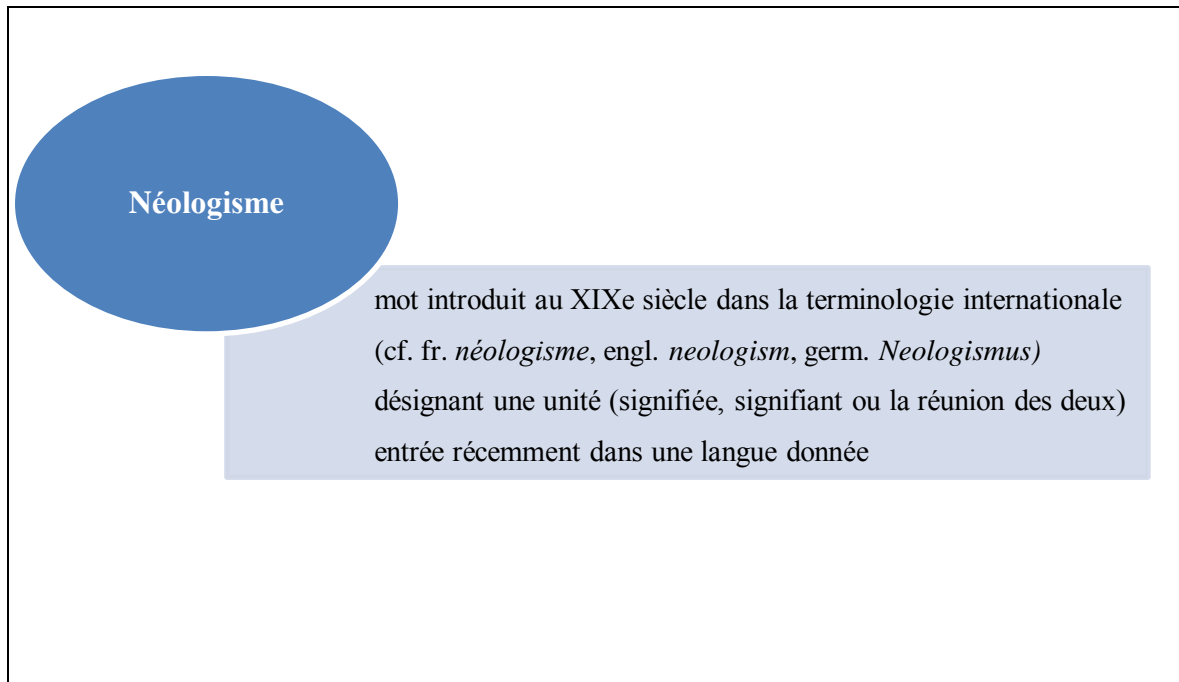 Néologisme
mot introduit au XIXe siècle dans la terminologie internationale
(cf. fr. néologisme, engl. neologism, germ. Neologismus)
désignant une unité (signifiée, signifiant ou la réunion des deux)
entrée récemment dans une langue donnée